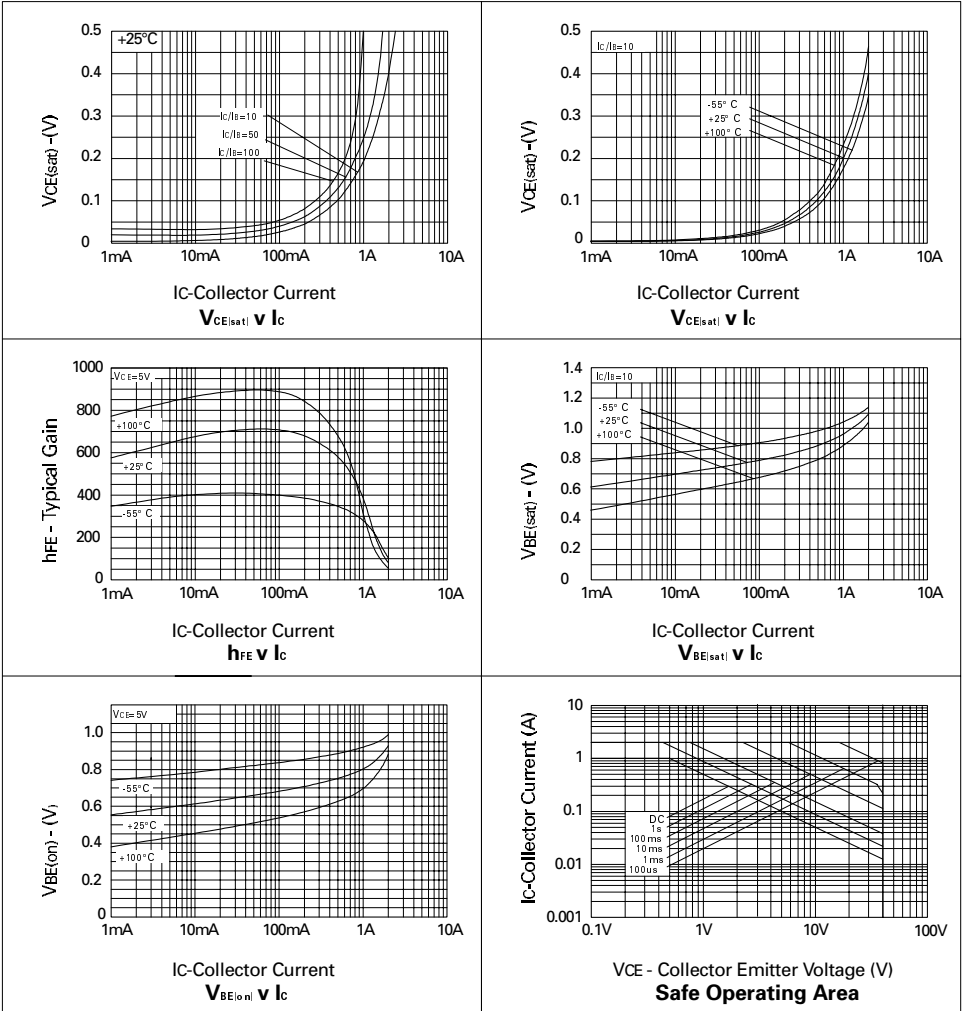 +25°C
VCE(sat) -(V)
0.5
0.4
0.3
0.2
0.1
0
IC/IB=10
IC/IB=50
IC/IB=100
1mA 10mA 100mA 1A 10A
IC-Collector Current
VCE(sat) v IC
IC/IB=10
VCE(sat) -(V)
0.5
0.4
0.3
0.2
0.1
0
-55° C
+25° C
+100° C
1mA 10mA 100mA 1A 10A
IC-Collector Current
VCE(sat) v IC
VCE=5V
hFE - Typical Gain
1000
800
600
400
200
0
+100°C
+25°C
-55° C
1mA 10mA 100mA 1A 10A
IC-Collector Current
hFE v IC
IC/IB=10
VBE(sat) - (V)
1.4
1.2
1.0
0.8
0.6
0.4
0.2
0
-55° C
+25° C
+100° C
1mA 10mA 100mA 1A 10A
IC-Collector Current
VBE(sat) v IC
VCE=5V
VBE(on) - (V)
1.0
0.8
0.6
0.4
0.2
0
-55°C
+25°C
+100°C
1mA 10mA 100mA 1A 10A
IC-Collector Current
VBE(on) v IC
IC-Collector Current (A)
10
1
0.1
0.01
0.001
DC
1s
100ms
10ms
1ms
100us
0.1V 1V 10V 100V
VCE - Collector Emitter Voltage (V)
Safe Operating Area